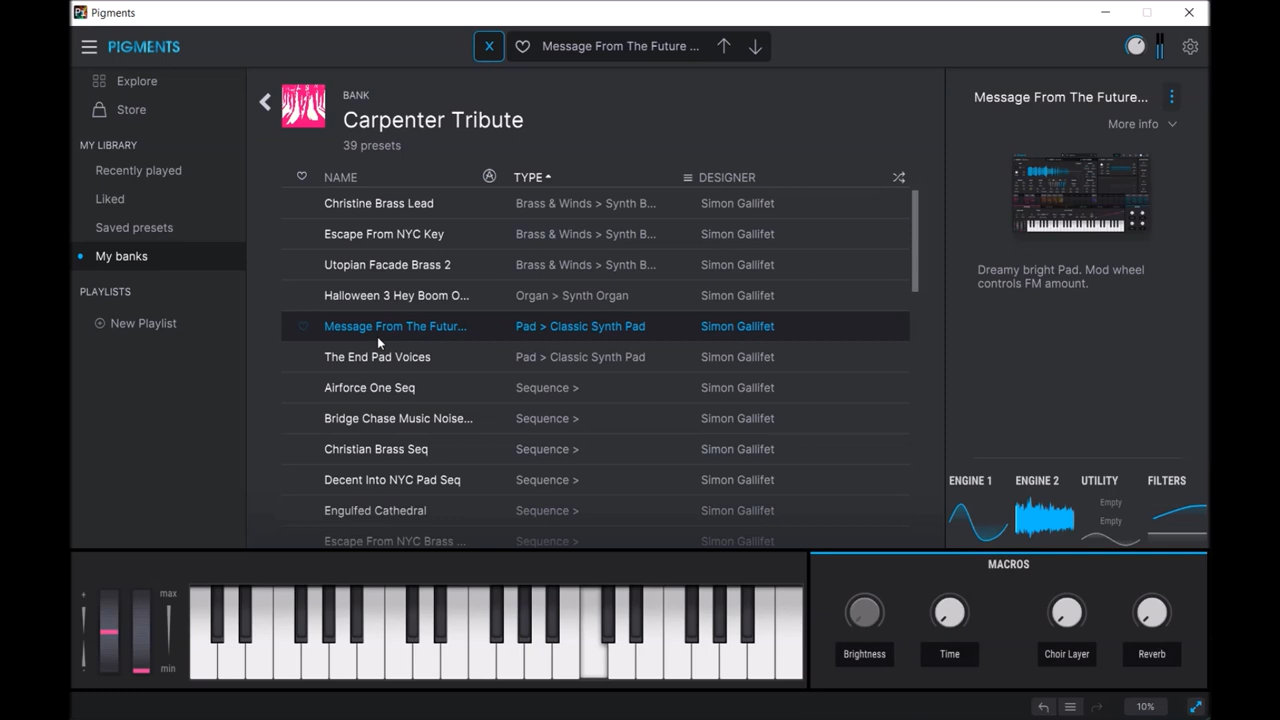 Pigments
PIGMENTS
X
Message From The Future ...
Explore
Store
MY LIBRARY
Recently played
Liked
Saved presets
My banks
PLAYLISTS
New Playlist
BANK
Carpenter Tribute
39 presets
NAME TYPE DESIGNER
Christine Brass Lead Brass & Winds > Synth B... Simon Gallifet
Escape From NYC Key Brass & Winds > Synth B... Simon Gallifet
Utopian Facade Brass 2 Brass & Winds > Synth B... Simon Gallifet
Halloween 3 Hey Boom O... Organ > Synth Organ Simon Gallifet
Message From The Futur... Pad > Classic Synth Pad Simon Gallifet
The End Pad Voices Pad > Classic Synth Pad Simon Gallifet
Airforce One Seq Sequence > Simon Gallifet
Bridge Chase Music Noise... Sequence > Simon Gallifet
Christian Brass Seq Sequence > Simon Gallifet
Decent Into NYC Pad Seq Sequence > Simon Gallifet
Engulfed Cathedral Sequence > Simon Gallifet
Escape From NYC Brass ... Sequence > Simon Gallifet
Message From The Future...
More info
Dreamy bright Pad. Mod wheel
controls FM amount.
ENGINE 1 ENGINE 2 UTILITY FILTERS
Empty
Empty
+ max
- min
MACROS
Brightness Time Choir Layer Reverb
10%